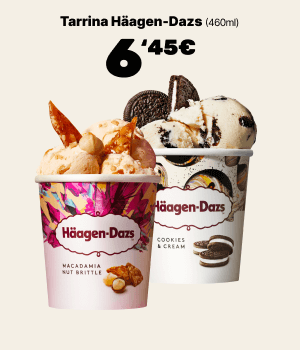 Tarrina Häagen-Dazs (460ml)
6‘45€
Häagen-Dazs
MACADAMIA
NUT BRITTLE
Häagen-Dazs
COOKIES
& CREAM